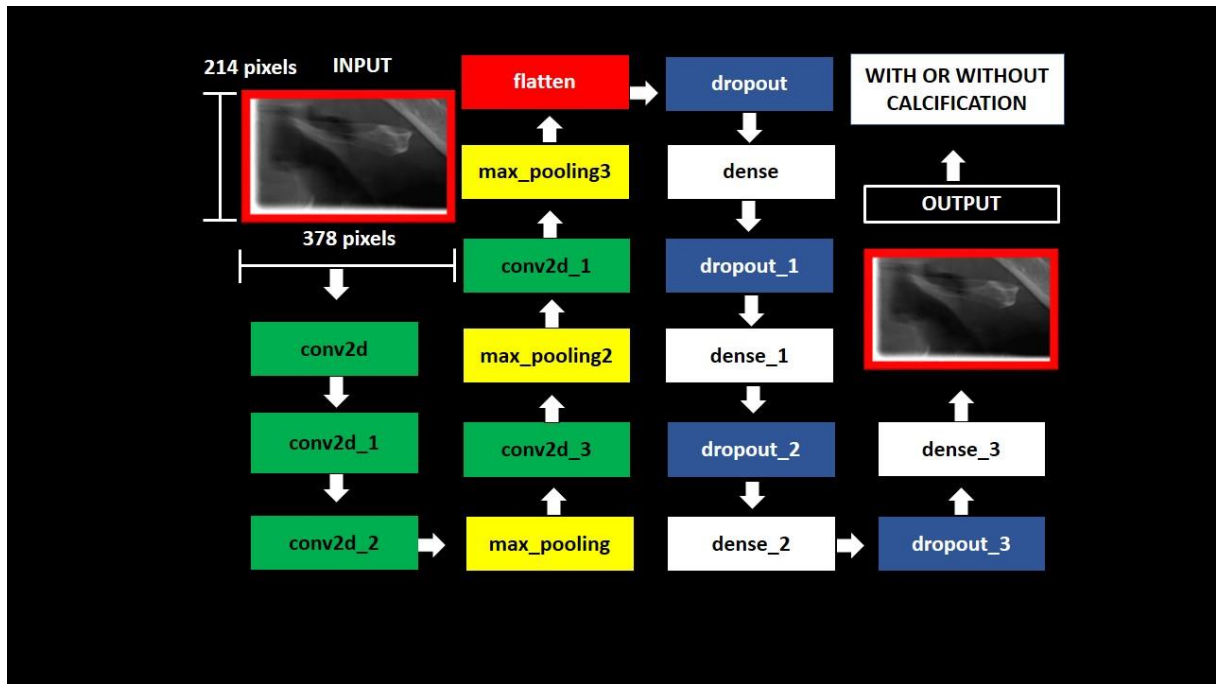 214 pixels
INPUT
378 pixels
conv2d
conv2d_1
conv2d_2
max_pooling
conv2d_3
max_pooling2
conv2d_1
max_pooling3
flatten
dropout
dense
dropout_1
dense_1
dropout_2
dense_2
dropout_3
dense_3
OUTPUT
WITH OR WITHOUT
CALCIFICATION